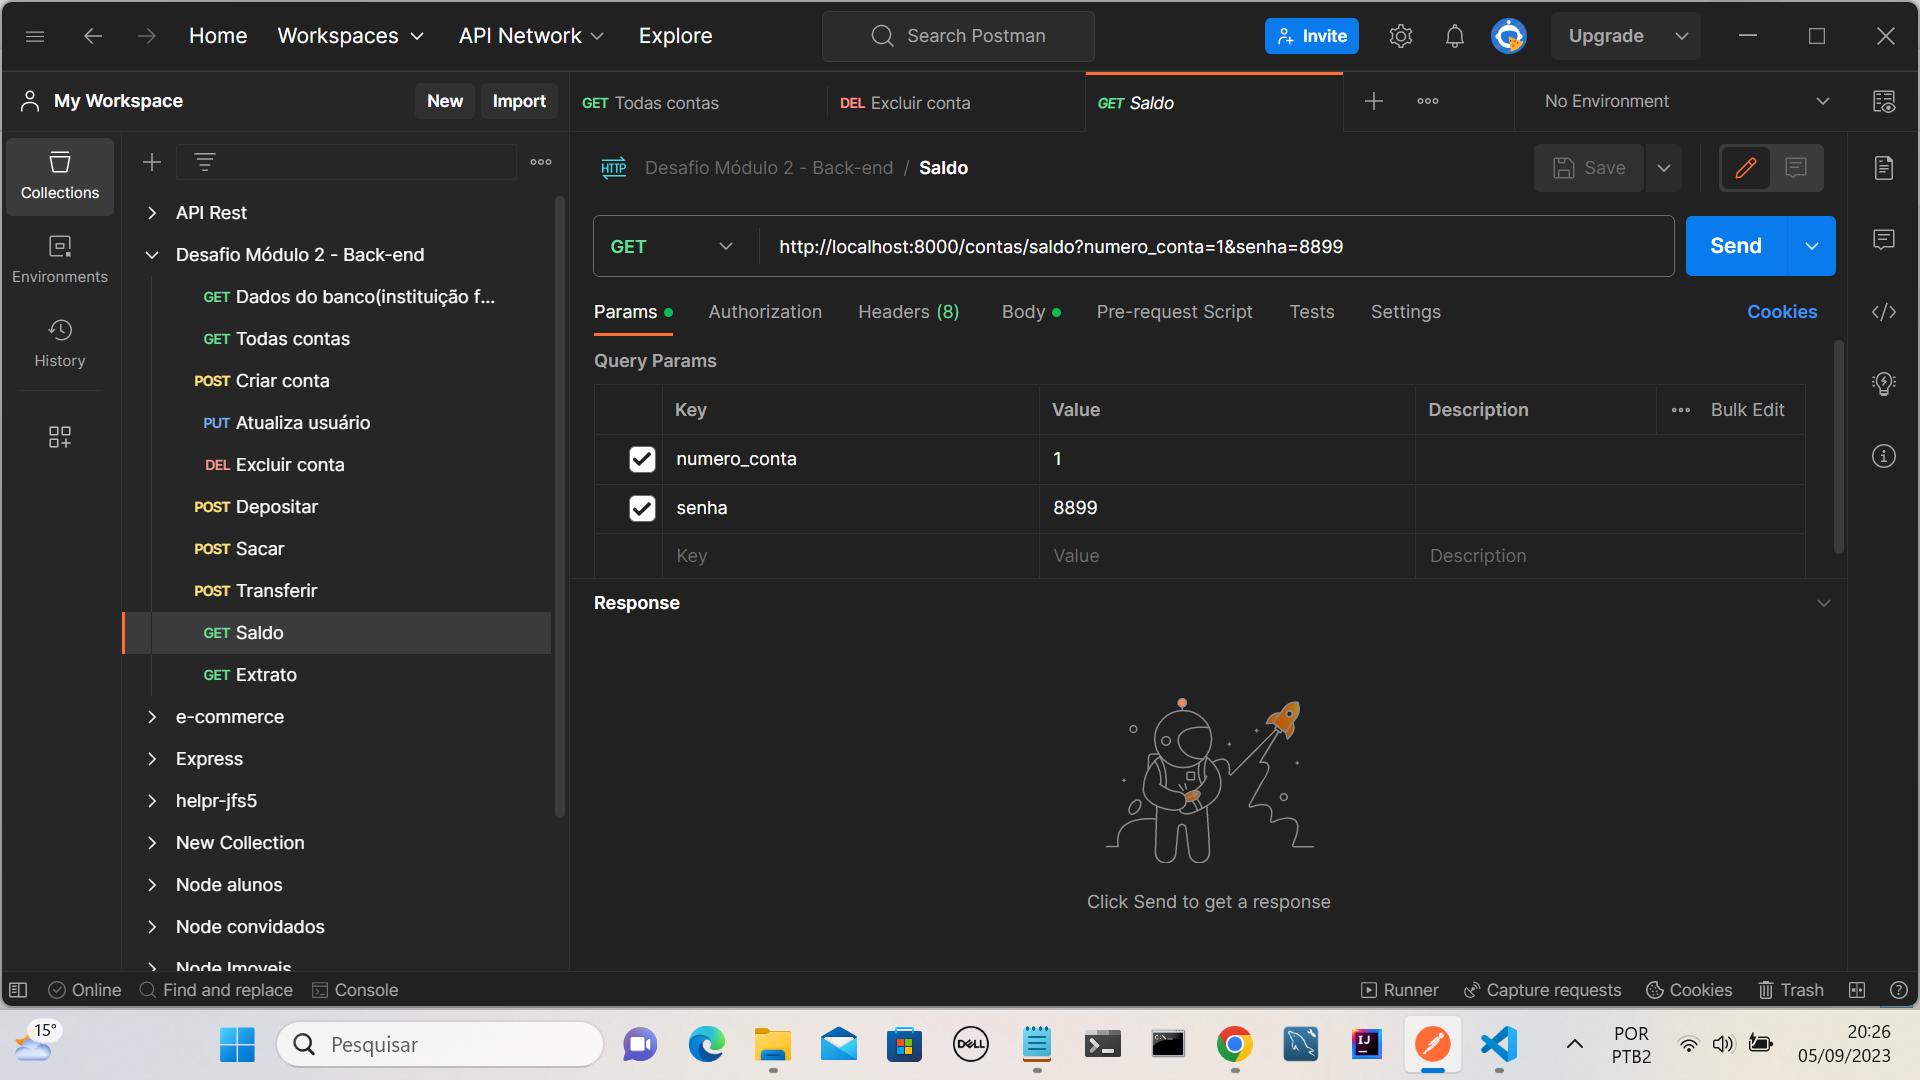 Home
Workspaces
API Network
Explore
Search Postman
Invite
Upgrade
My Workspace
New
Import
GET Todas contas
DEL Excluir conta
GET Saldo
No Environment
Collections
Environments
History
API Rest
Desafio Módulo 2 - Back-end
GET Dados do banco(instituição f...
GET Todas contas
POST Criar conta
PUT Atualiza usuário
DEL Excluir conta
POST Depositar
POST Sacar
POST Transferir
GET Saldo
GET Extrato
e-commerce
Express
helpr-jfs5
New Collection
Node alunos
Node convidados
Node Imoveis
HTTP
Desafio Módulo 2 - Back-end / Saldo
Save
GET
http://localhost:8000/contas/saldo?numero_conta=1&senha=8899
Send
Params
Authorization
Headers (8)
Body
Pre-request Script
Tests
Settings
Cookies
Query Params
Key
Value
Description
Bulk Edit
numero_conta
1
senha
8899
Key
Value
Description
Response
Click Send to get a response
Online
Find and replace
Console
Runner
Capture requests
Cookies
Trash
15°
Pesquisar
DELL
IJ
POR
PTB2
20:26
05/09/2023